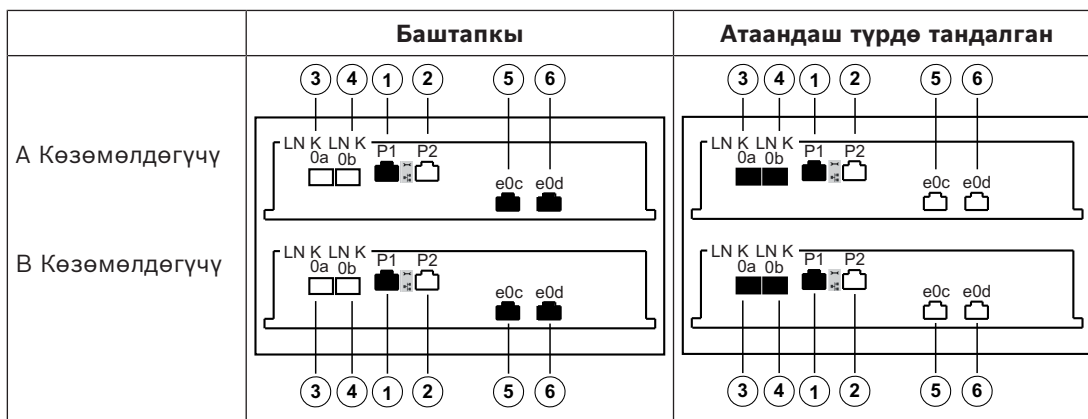 Баштапкы Атаандаш түрдө тандалган
3 4 1 2 5 6 3 4 1 2 5 6
А Көзөмөлдөгүчү
LN K LN K
0a 0b P1 P2
e0c e0d
LN K LN K
0a 0b P1 P2
e0c e0d
В Көзөмөлдөгүчү
LN K LN K
0a 0b P1 P2
e0c e0d
LN K LN K
0a 0b P1 P2
e0c e0d
3 4 1 2 5 6 3 4 1 2 5 6